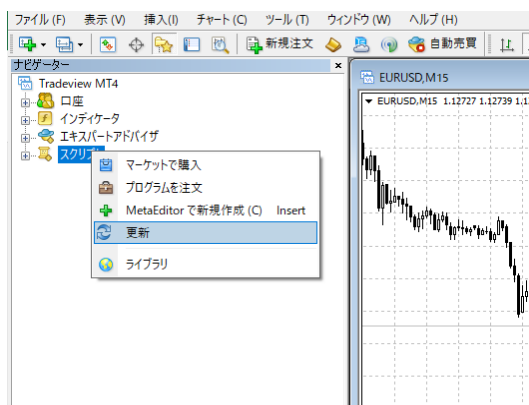 ファイル (F) 表示 (V) 挿入(I) チャート (C) ツール (T) ウィンドウ (W) ヘルプ (H)
新規注文 自動売買
ナビゲーター ×
Tradeview MT4
口座
インディケータ
エキスパートアドバイザ
スクリプト
マーケットで購入
プログラムを注文
MetaEditor で新規作成 (C) Insert
更新
ライブラリ
EURUSD,M15
EURUSD,M15 1.12727 1.12739